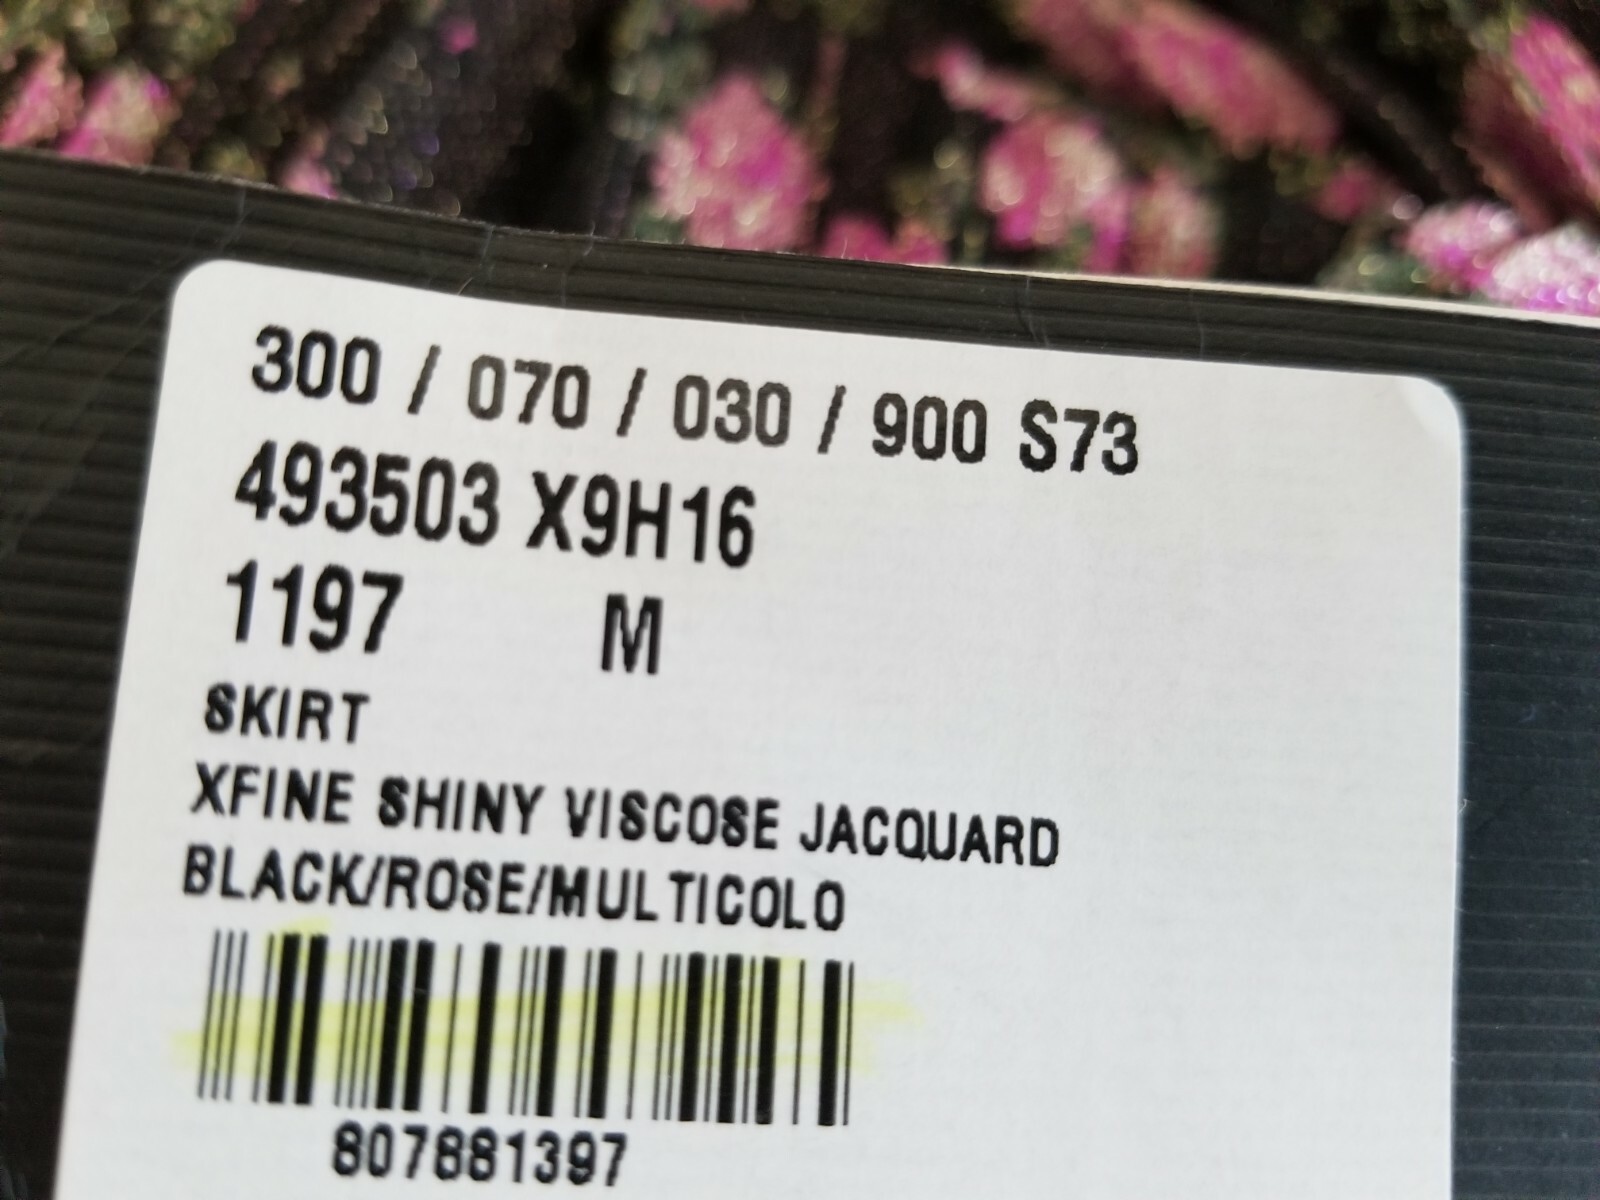 300 / 070 / 030 / 900 S73
493503 X9H16
1197 M
SKIRT
XFINE SHINY VISCOSE JACQUARD
BLACK/ROSE/MULTICOLO
807881397